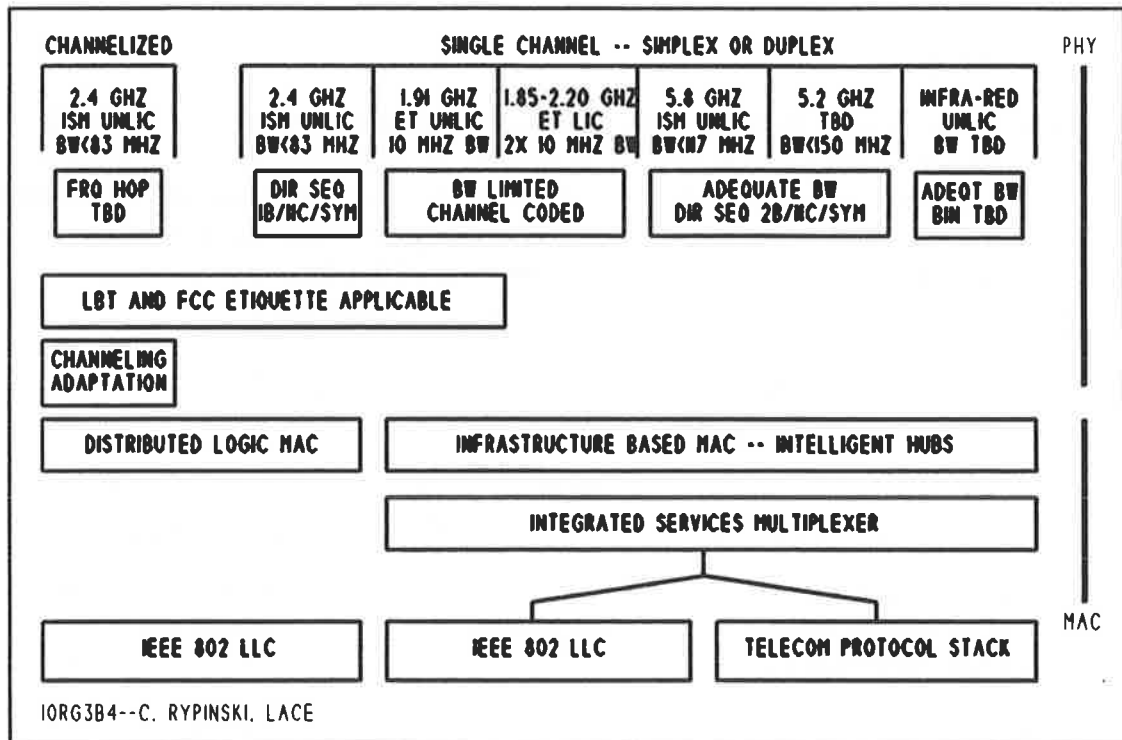 CHANNELIZED
SINGLE CHANNEL -- SIMPLEX OR DUPLEX
PHY
2.4 GHZ
ISM UNLIC
BW<83 MHZ
2.4 GHZ
ISM UNLIC
BW<83 MHZ
1.91 GHZ
ET UNLIC
10 MHZ BW
1.85-2.20 GHZ
ET LIC
2X 10 MHZ BW
5.8 GHZ
ISM UNLIC
BW<117 MHZ
5.2 GHZ
TBD
BW<150 MHZ
INFRA-RED
UNLIC
BW TBD
FRQ HOP
TBD
DIR SEQ
1B/NC/SYM
BW LIMITED
CHANNEL CODED
ADEQUATE BW
DIR SEQ 2B/NC/SYM
ADEQT BW
BIN TBD
LBT AND FCC ETIQUETTE APPLICABLE
CHANNELING
ADAPTATION
DISTRIBUTED LOGIC MAC
INFRASTRUCTURE BASED MAC -- INTELLIGENT HUBS
INTEGRATED SERVICES MULTIPLEXER
MAC
IEEE 802 LLC
IEEE 802 LLC
TELECOM PROTOCOL STACK
IORG3B4--C. RYPINSKI, LACE